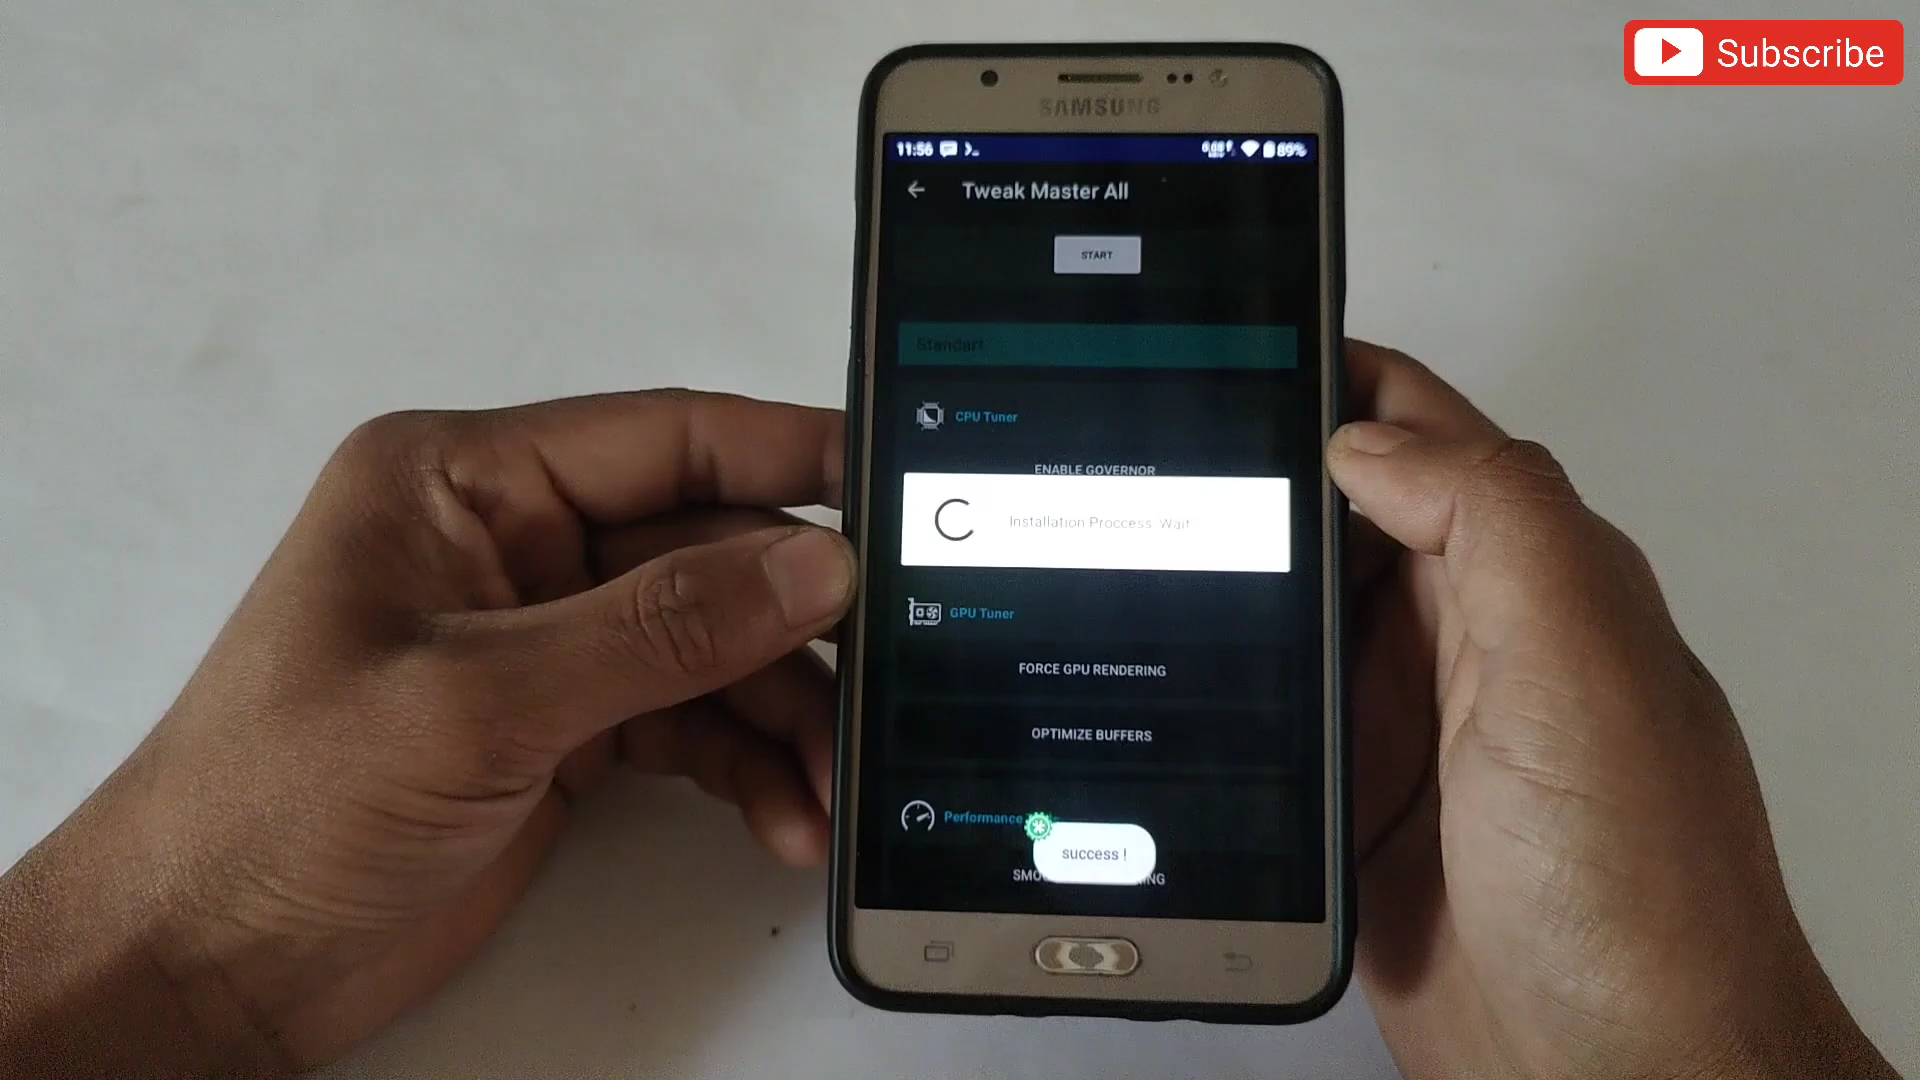 Subscribe
SAMSUNG
11:56 89%
Tweak Master All
START
Standart
CPU Tuner
ENABLE GOVERNOR
Installation Proccess. Wait
GPU Tuner
FORCE GPU RENDERING
OPTIMIZE BUFFERS
Performance
success !